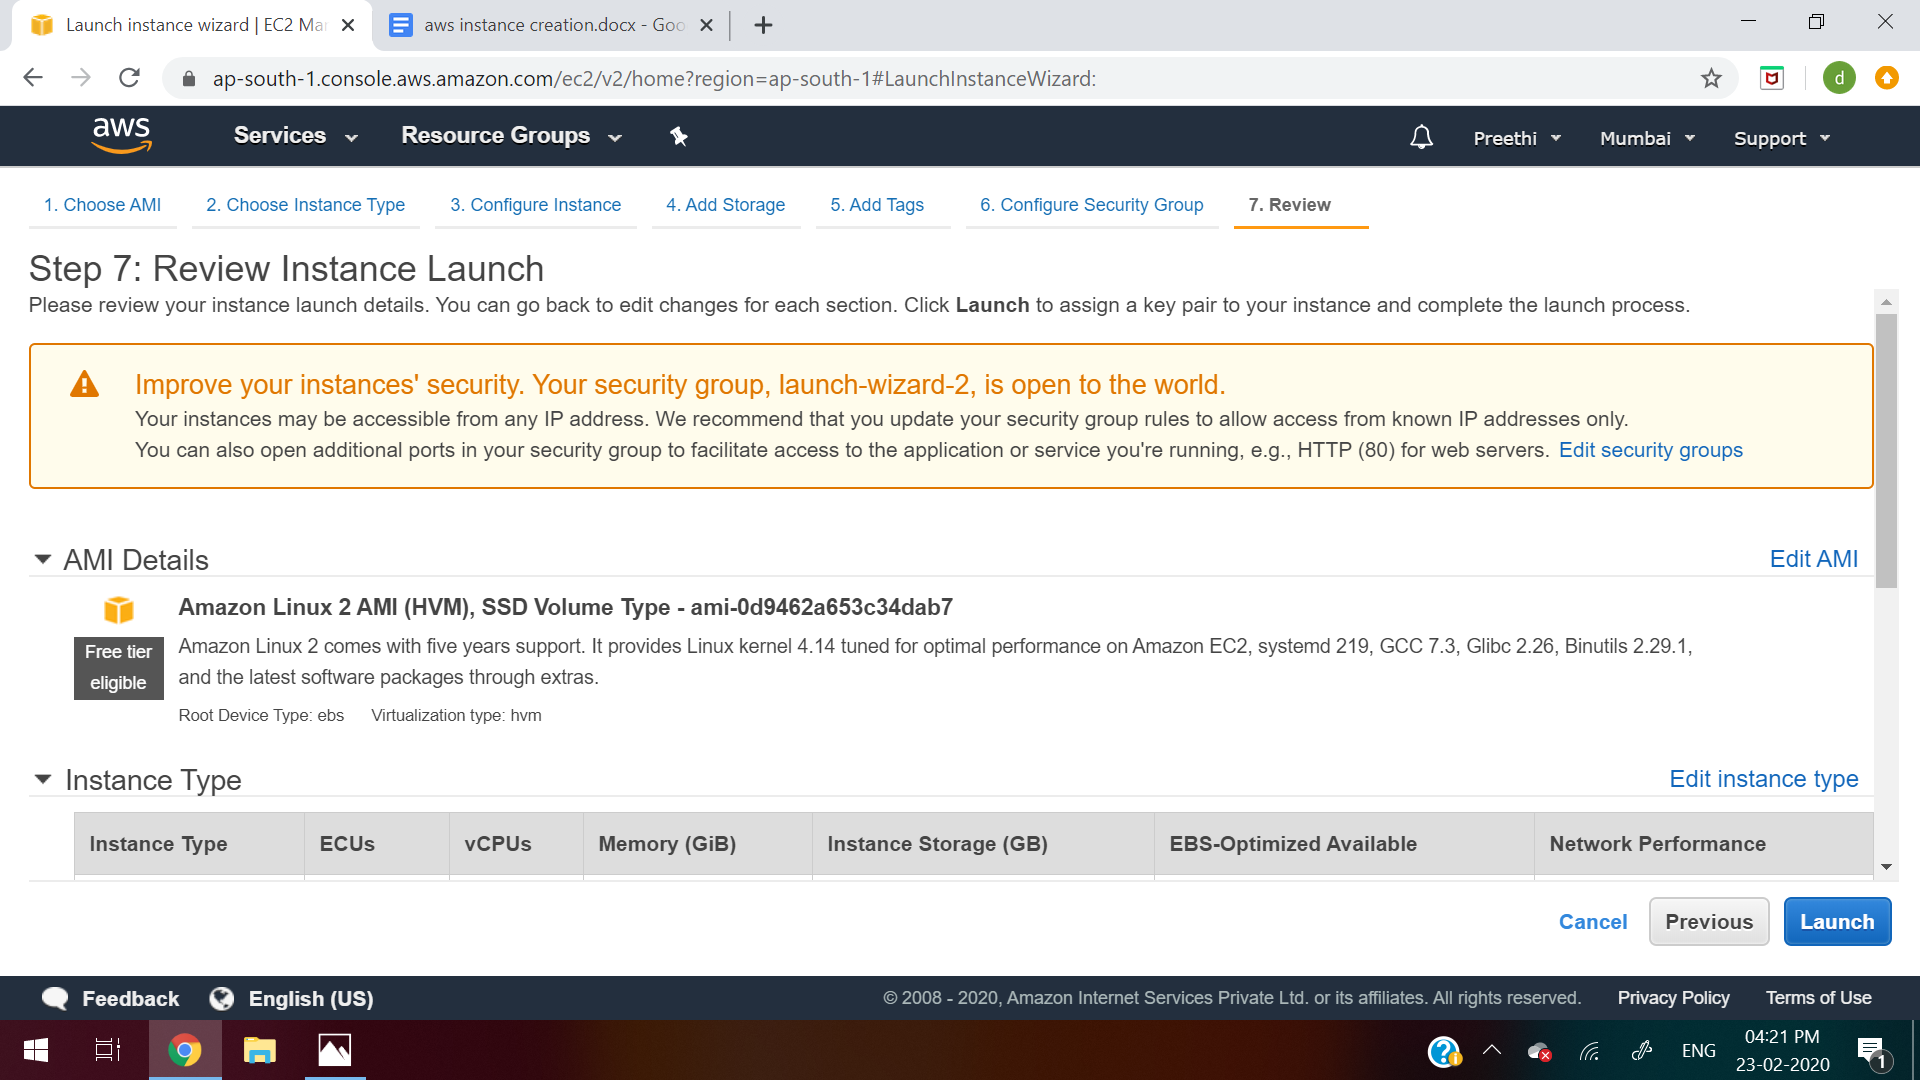 Launch instance wizard | EC2 Mar
aws instance creation.docx - Goo
ap-south-1.console.aws.amazon.com/ec2/v2/home?region=ap-south-1#LaunchInstanceWizard:
d
aws
Services
Resource Groups
Preethi
Mumbai
Support
1. Choose AMI
2. Choose Instance Type
3. Configure Instance
4. Add Storage
5. Add Tags
6. Configure Security Group
7. Review
Step 7: Review Instance Launch
Please review your instance launch details. You can go back to edit changes for each section. Click Launch to assign a key pair to your instance and complete the launch process.
Improve your instances' security. Your security group, launch-wizard-2, is open to the world.
Your instances may be accessible from any IP address. We recommend that you update your security group rules to allow access from known IP addresses only.
You can also open additional ports in your security group to facilitate access to the application or service you're running, e.g., HTTP (80) for web servers. Edit security groups
AMI Details
Edit AMI
Amazon Linux 2 AMI (HVM), SSD Volume Type - ami-0d9462a653c34dab7
Free tier
eligible
Amazon Linux 2 comes with five years support. It provides Linux kernel 4.14 tuned for optimal performance on Amazon EC2, systemd 219, GCC 7.3, Glibc 2.26, Binutils 2.29.1,
and the latest software packages through extras.
Root Device Type: ebs
Virtualization type: hvm
Instance Type
Edit instance type
Instance Type
ECUs
vCPUs
Memory (GiB)
Instance Storage (GB)
EBS-Optimized Available
Network Performance
Cancel
Previous
Launch
Feedback
English (US)
© 2008 - 2020, Amazon Internet Services Private Ltd. or its affiliates. All rights reserved.
Privacy Policy
Terms of Use
ENG
04:21 PM
23-02-2020
1